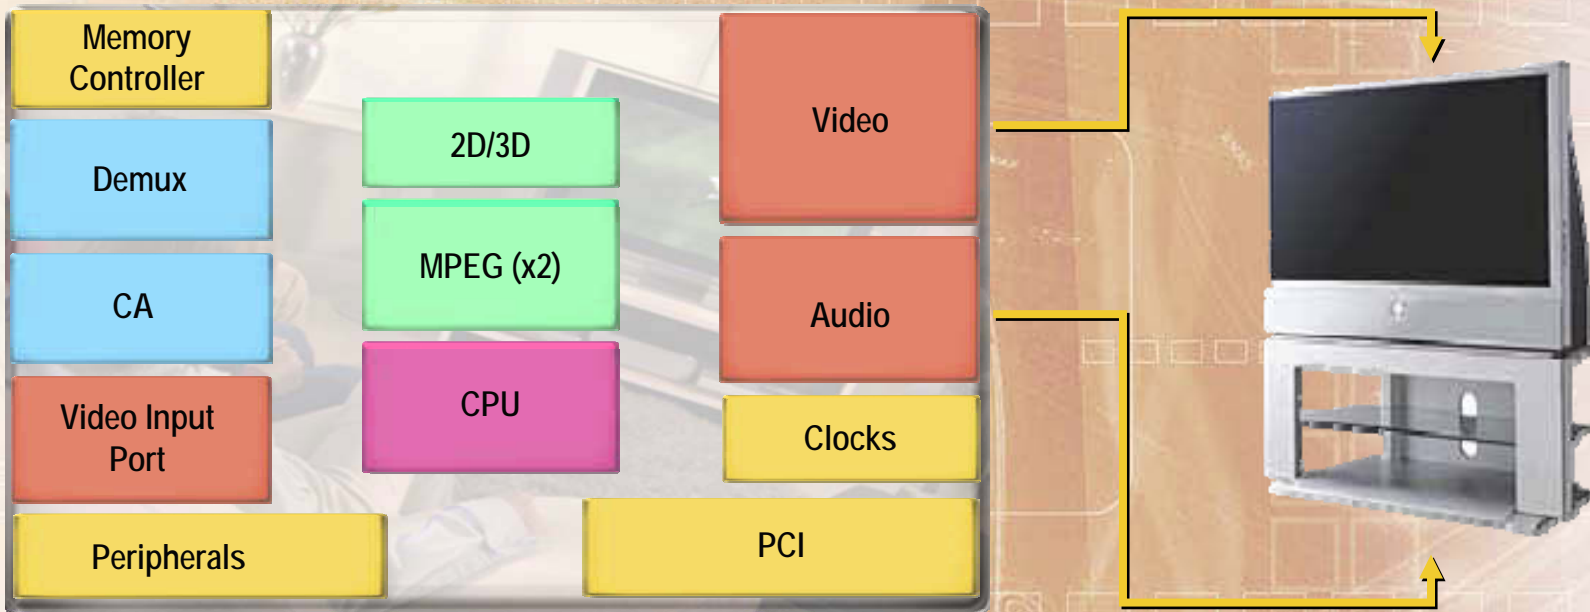 Memory
Controller
Demux
CA
Video Input
Port
Peripherals
2D/3D
MPEG (x2)
CPU
Video
Audio
Clocks
PCI